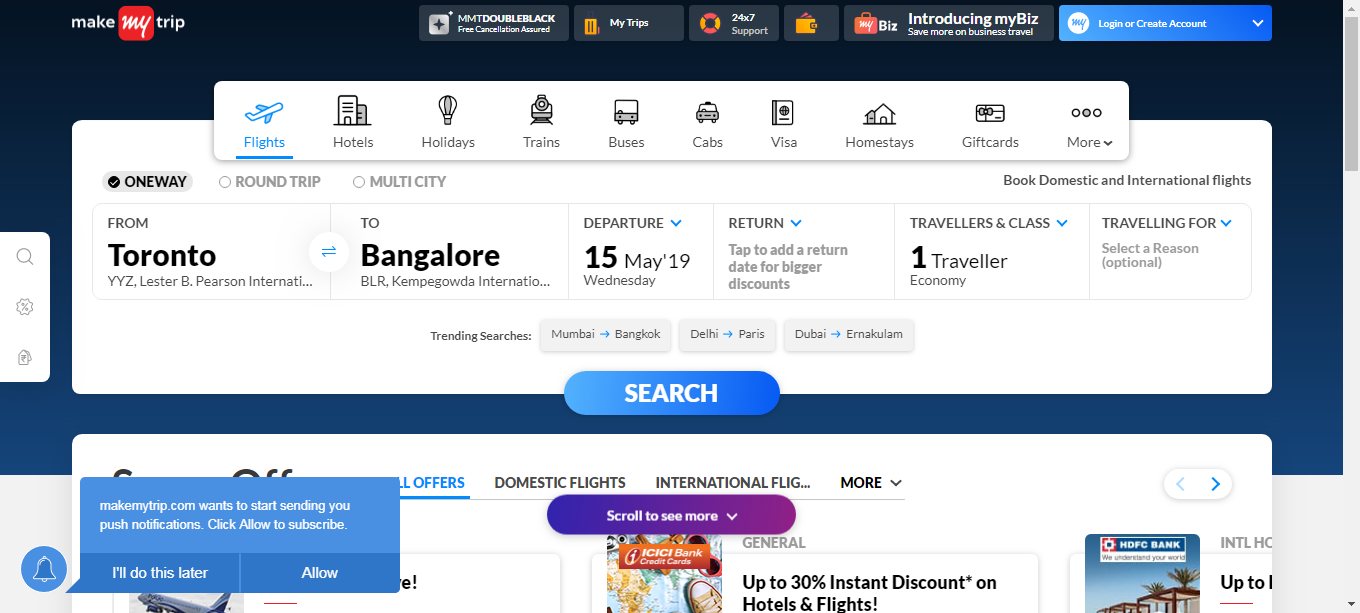 make my trip
MMTDOUBLEBLACK
Free Cancellation Assured
My Trips
24x7
Support
my Biz
Introducing myBiz
Save more on business travel
my
Login or Create Account
Flights
Hotels
Holidays
Trains
Buses
Cabs
Visa
Homestays
Giftcards
More
ONEWAY
ROUND TRIP
MULTI CITY
Book Domestic and International flights
FROM
Toronto
YYZ, Lester B. Pearson Internati...
TO
Bangalore
BLR, Kempegowda Internatio...
DEPARTURE
15 May'19
Wednesday
RETURN
Tap to add a return
date for bigger
discounts
TRAVELLERS & CLASS
1 Traveller
Economy
TRAVELLING FOR
Select a Reason
(optional)
Trending Searches:
Mumbai → Bangkok
Delhi → Paris
Dubai → Ernakulam
SEARCH
LL OFFERS
DOMESTIC FLIGHTS
INTERNATIONAL FLIG...
MORE
makemytrip.com wants to start sending you
push notifications. Click Allow to subscribe.
I'll do this later
Allow
Scroll to see more
ICICI Bank
Credit Cards
GENERAL
Up to 30% Instant Discount* on
Hotels & Flights!
HDFC BANK
We understand your world
INTL HO
Up to